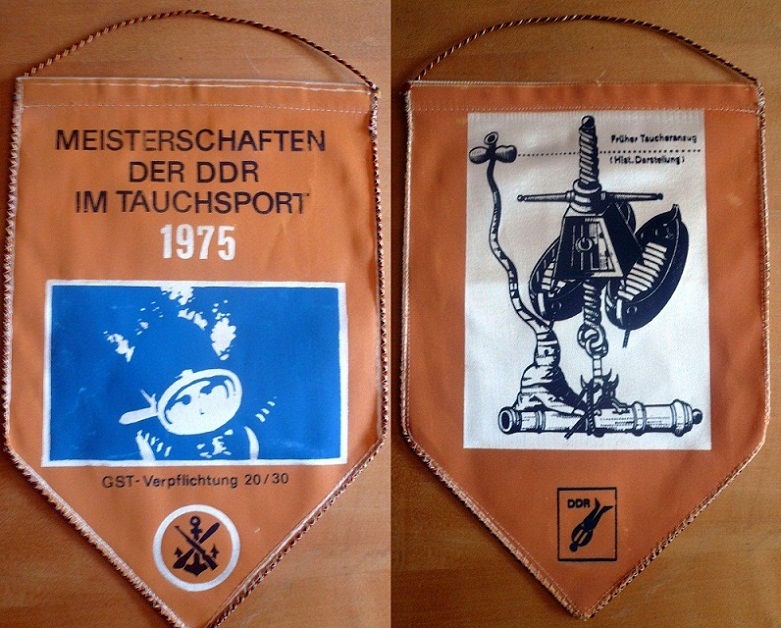 MEISTERSCHAFTEN
DER DDR
IM TAUCHSPORT
1975
GST-Verpflichtung 20/30
Früher Taucheranzug
(Hist. Darstellung)
DDR